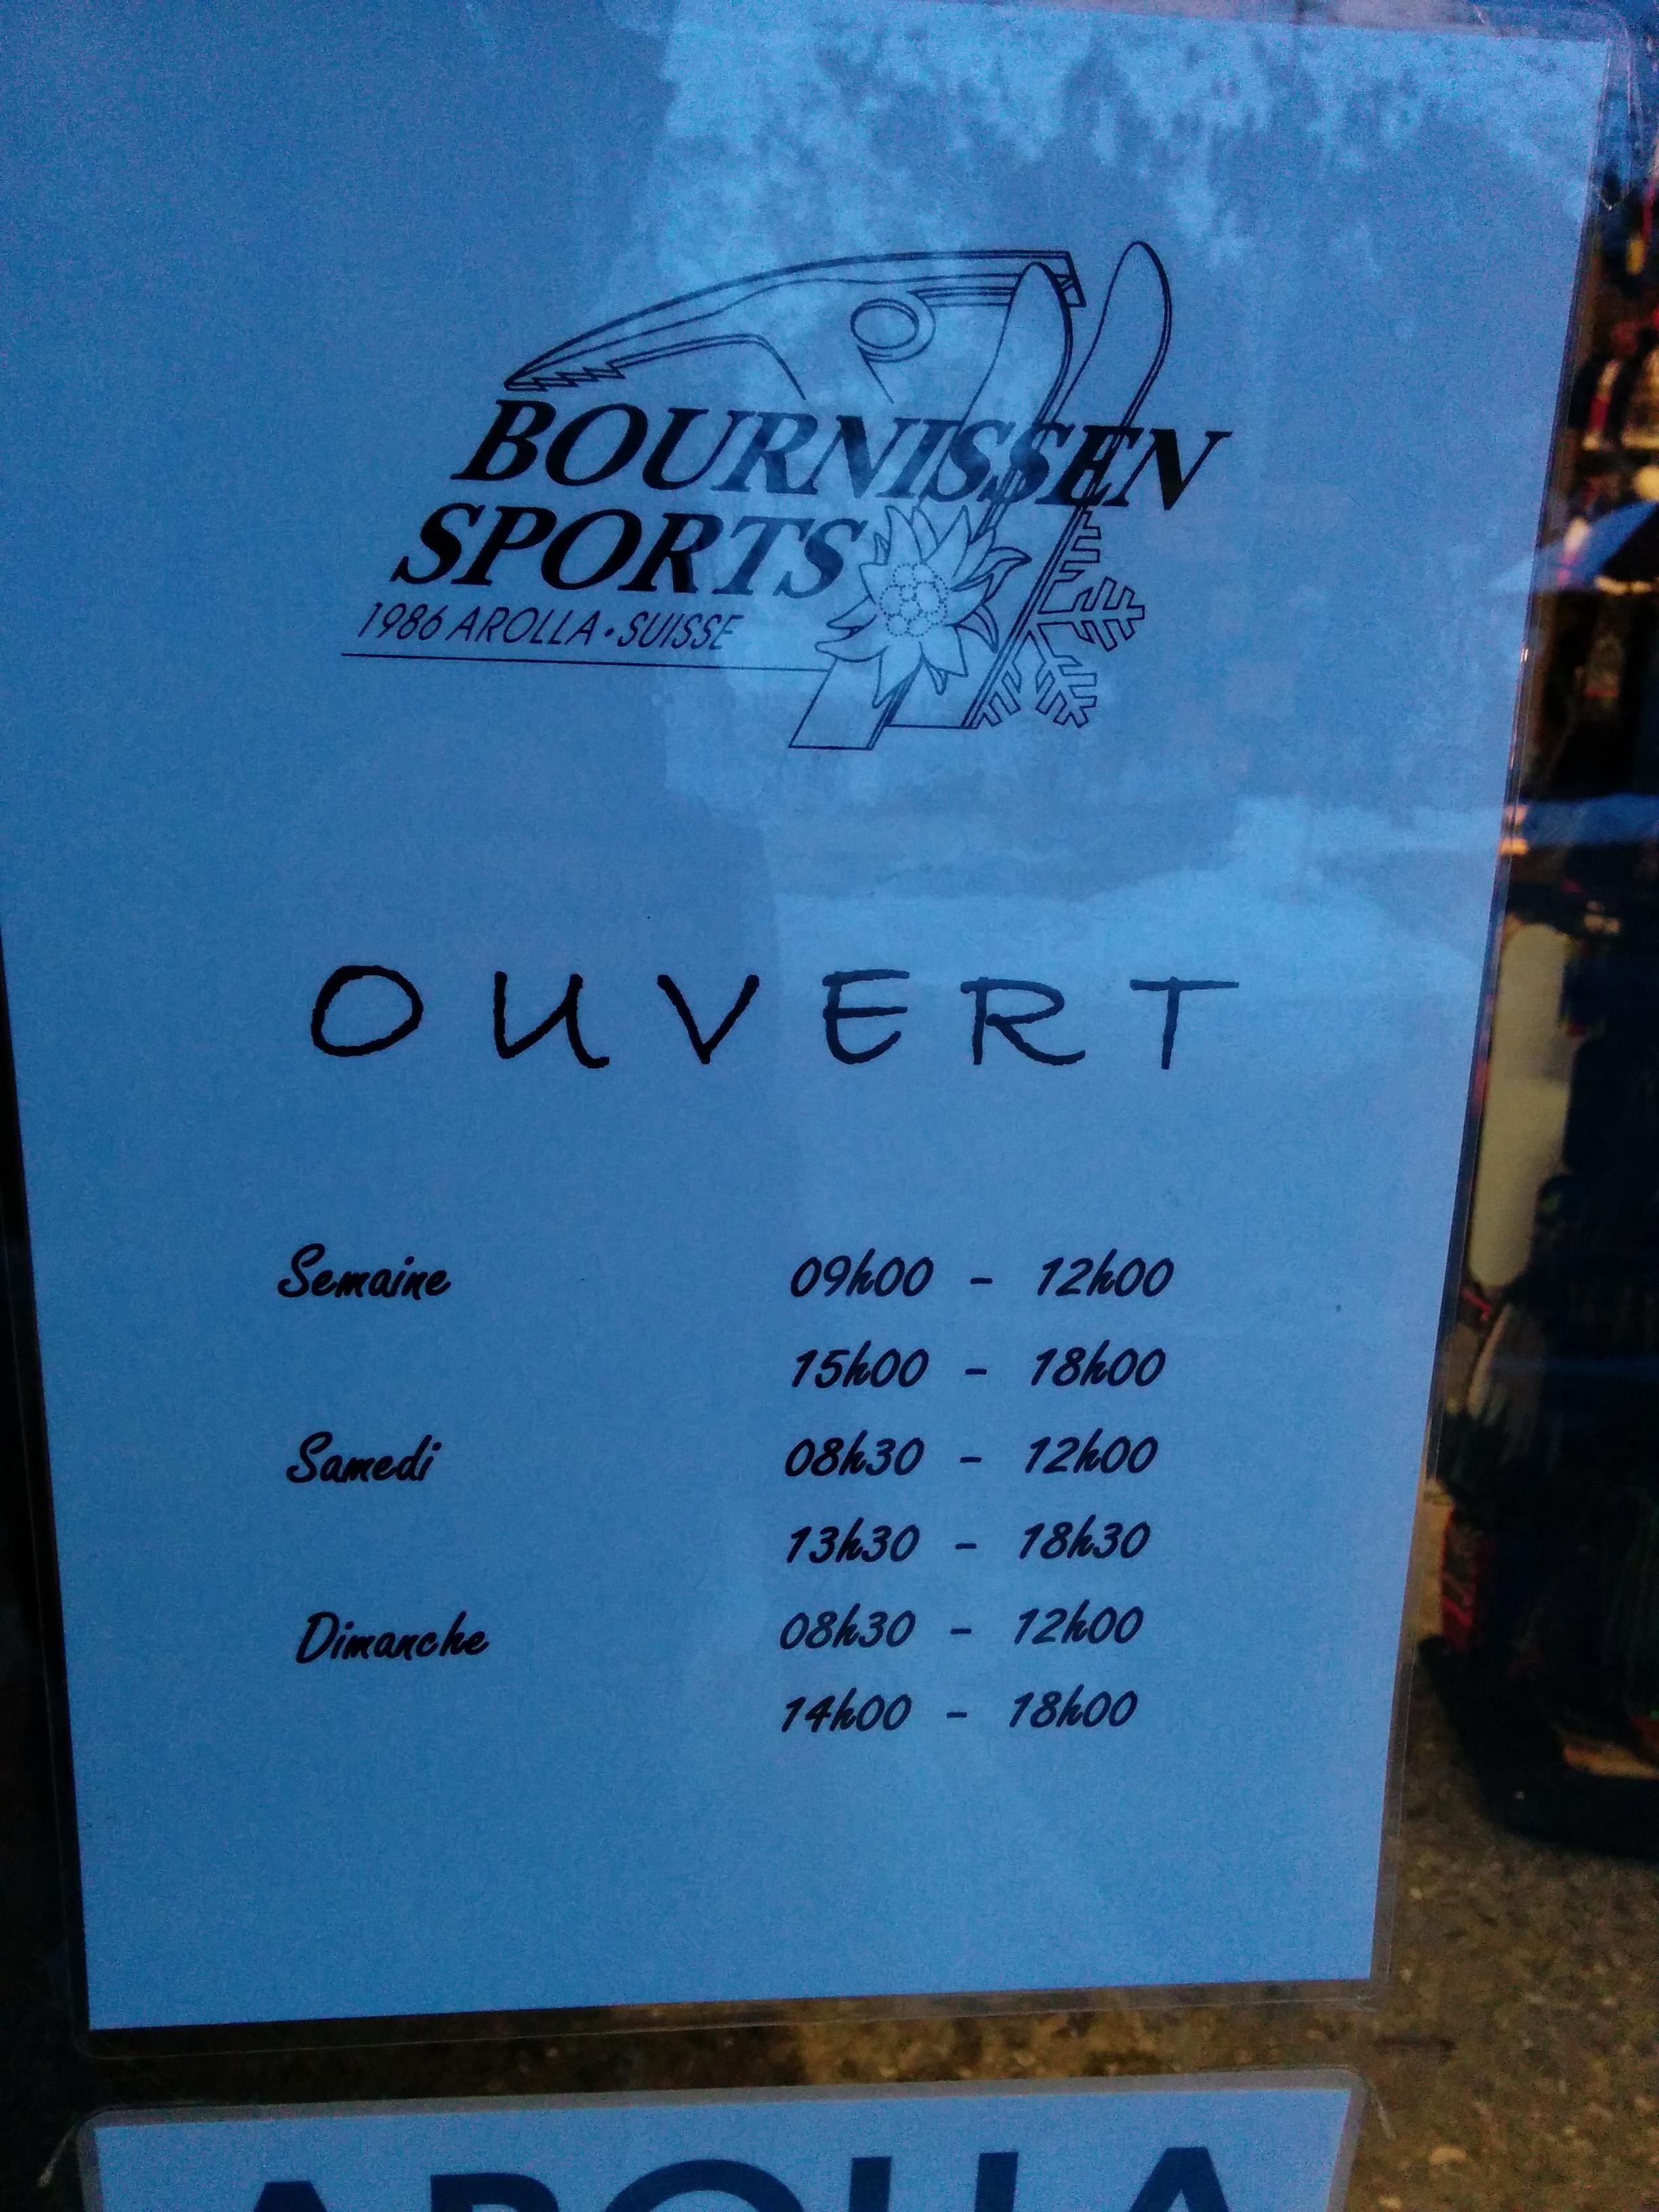 BOURNISSEN
SPORTS
1986 AROLLA • SUISSE
OUVERT
Semaine 09h00 - 12h00
15h00 - 18h00
Samedi 08h30 - 12h00
13h30 - 18h30
Dimanche 08h30 - 12h00
14h00 - 18h00
AROLLA